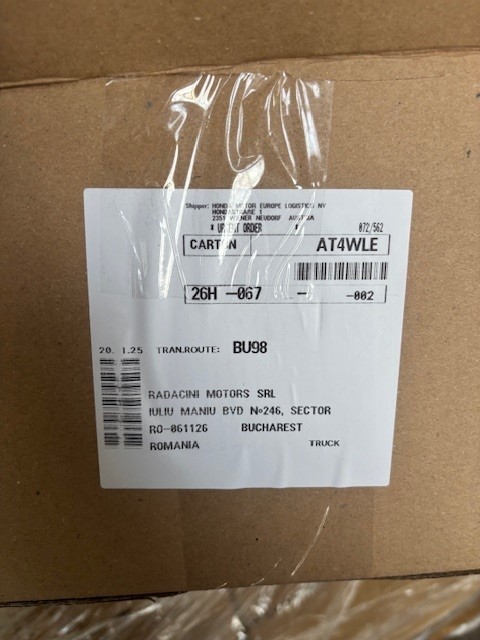 Shipper: HONDA MOTOR EUROPE LOGISTICS NV
HONDASTRAßE 1
2351 WIENER NEUDORF AUSTRIA
* URGENT ORDER * 072/562
CARTON AT4WLE
26H -067 - -002
20. 1.25 TRAN.ROUTE: BU98
RADACINI MOTORS SRL
IULIU MANIU BVD №246, SECTOR
RO-061126 BUCHAREST
ROMANIA TRUCK